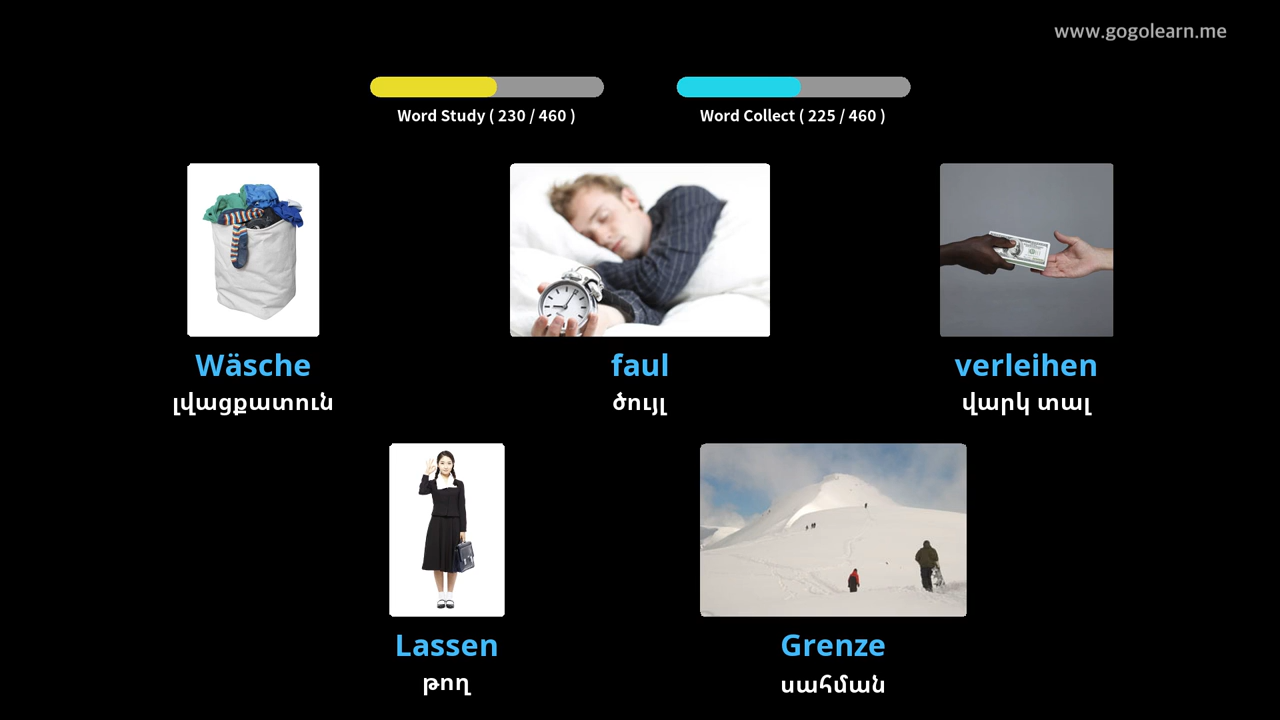 www.gogolearn.me
Word Study ( 230 / 460 )
Word Collect ( 225 / 460 )
Wäsche
լվացքատուն
faul
ծույլ
verleihen
վարկ տալ
Lassen
թող
Grenze
սահման